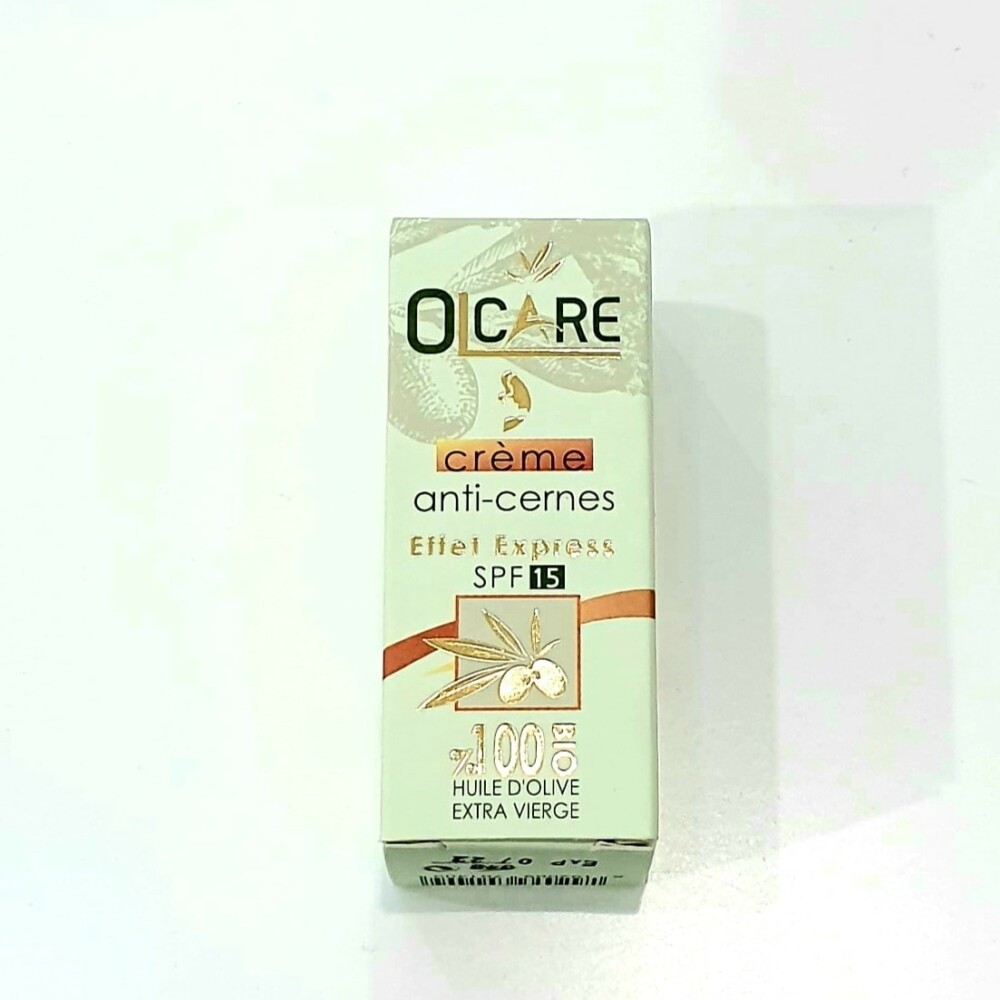 OLCARE
crème
anti-cernes
Effet Express
SPF 15
%100 BIO
HUILE D'OLIVE
EXTRA VIERGE